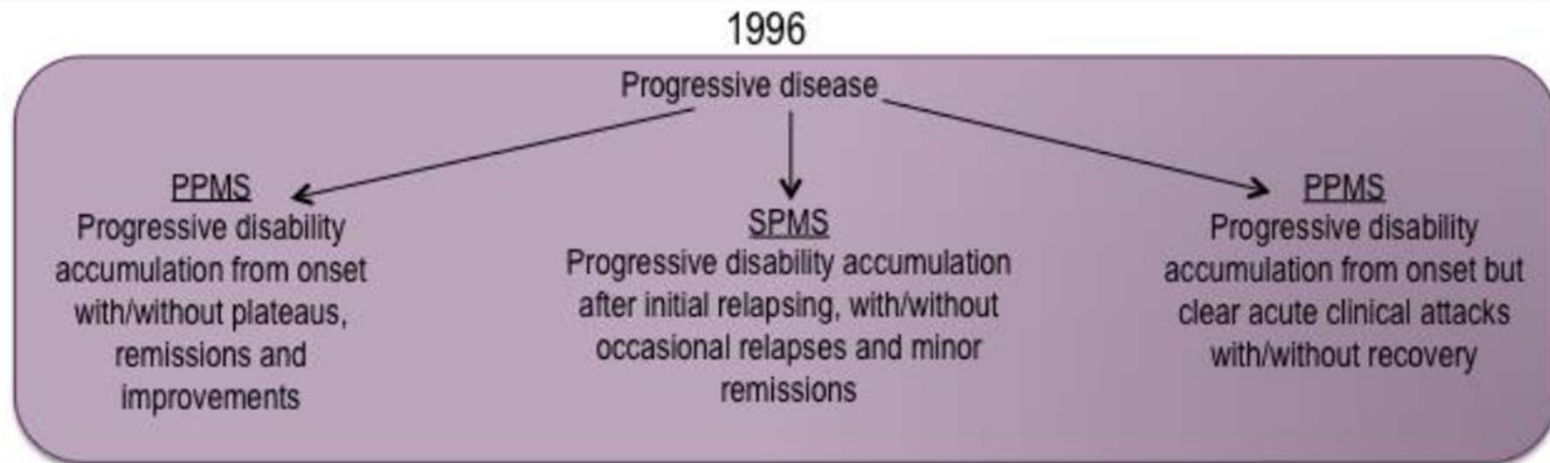 1996
Progressive disease
PPMS
Progressive disability
accumulation from onset
with/without plateaus,
remissions and
improvements
SPMS
Progressive disability accumulation
after initial relapsing, with/without
occasional relapses and minor
remissions
PPMS
Progressive disability
accumulation from onset but
clear acute clinical attacks
with/without recovery